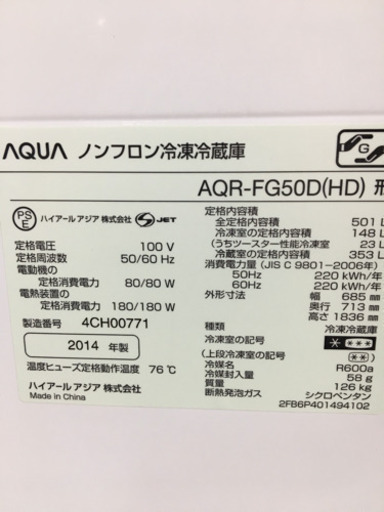 AQUA ノンフロン冷凍冷蔵庫
G
AQR-FG50D(HD) 形
PSE
ハイアール アジア 株式会社 S JET
定格電圧 100 V
定格周波数 50/60 Hz
電動機の
定格消費電力 80/80 W
電熱装置の
定格消費電力 180/180 W
製造番号 4CH00771
2014 年製
温度ヒューズ定格動作温度 76℃
ハイアール アジア 株式会社
Made in China
定格内容積
全定格内容積 501 L
冷凍室の定格内容積 148 L
(うちツースター性能冷凍室 23 L
冷蔵室の定格内容積 353 L
消費電力量 (JIS C 9801-2006年)
50Hz 220 kWh/年
60Hz 220 kWh/年
外形寸法 幅 685 mm
奥行 713 mm
高さ 1836 mm
種類 冷凍冷蔵庫
冷凍室の記号
(上段冷凍室の記号
冷媒名 R600a
冷媒封入量 58 g
質量 126 kg
断熱発泡ガス シクロペンタン
2FB6P401494102